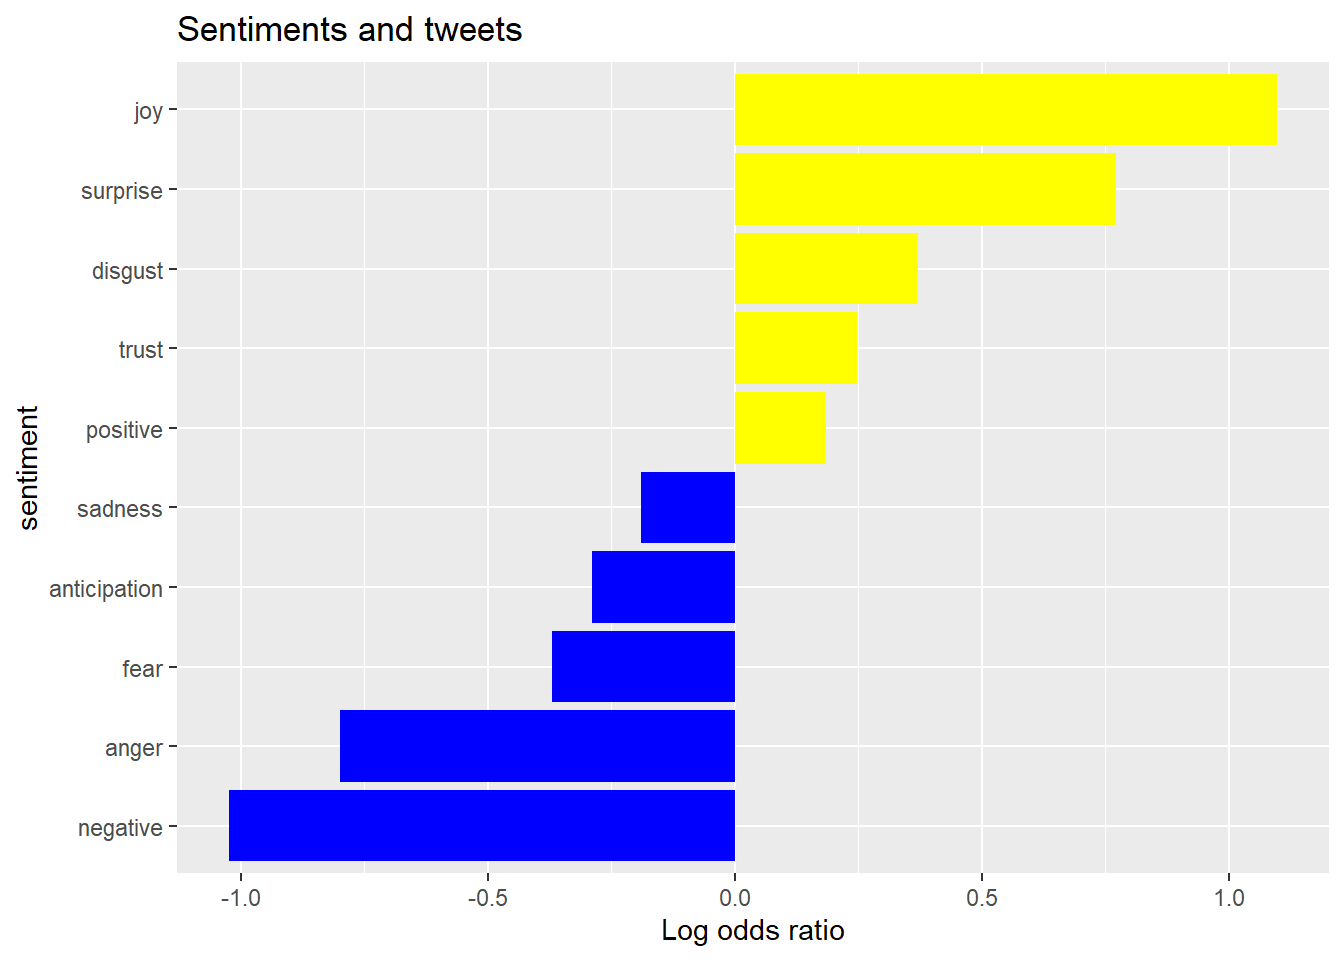 Sentiments and tweets
joy
surprise
disgust
trust
positive
sadness
anticipation
fear
anger
negative
sentiment
-1.0 -0.5 0.0 0.5 1.0
Log odds ratio